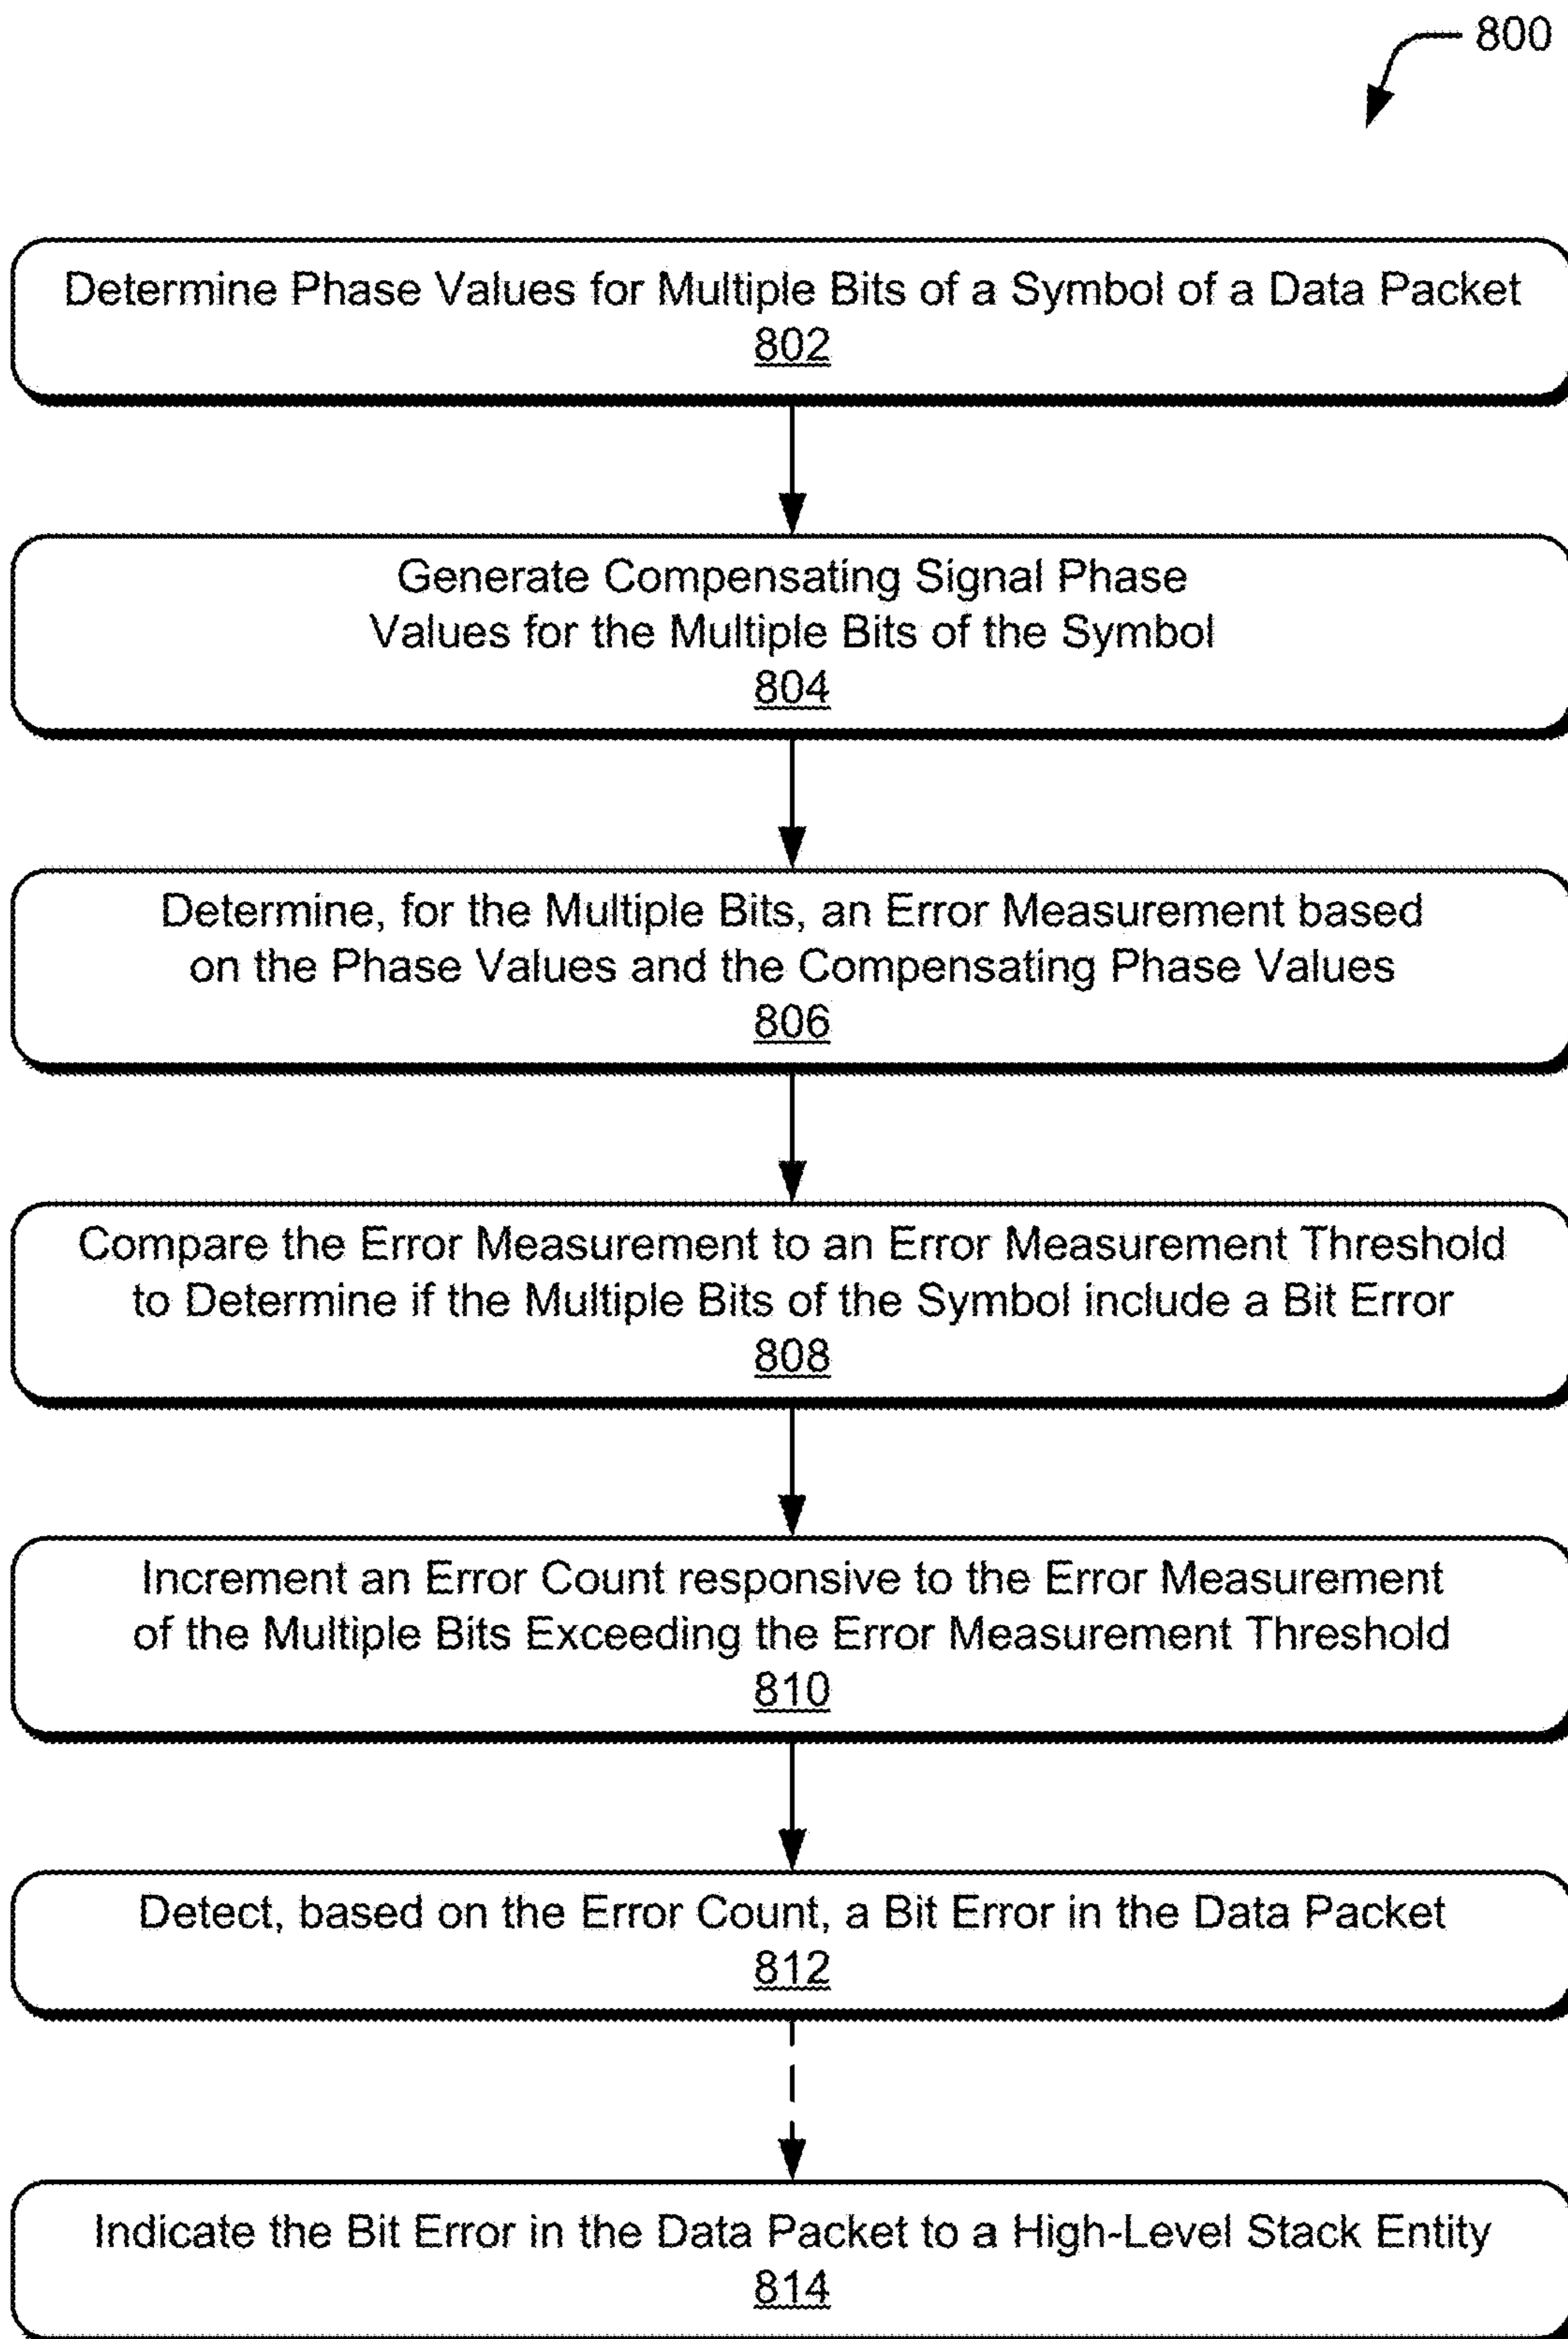 800
Determine Phase Values for Multiple Bits of a Symbol of a Data Packet
802
Generate Compensating Signal Phase
Values for the Multiple Bits of the Symbol
804
Determine, for the Multiple Bits, an Error Measurement based
on the Phase Values and the Compensating Phase Values
806
Compare the Error Measurement to an Error Measurement Threshold
to Determine if the Multiple Bits of the Symbol include a Bit Error
808
Increment an Error Count responsive to the Error Measurement
of the Multiple Bits Exceeding the Error Measurement Threshold
810
Detect, based on the Error Count, a Bit Error in the Data Packet
812
Indicate the Bit Error in the Data Packet to a High-Level Stack Entity
814